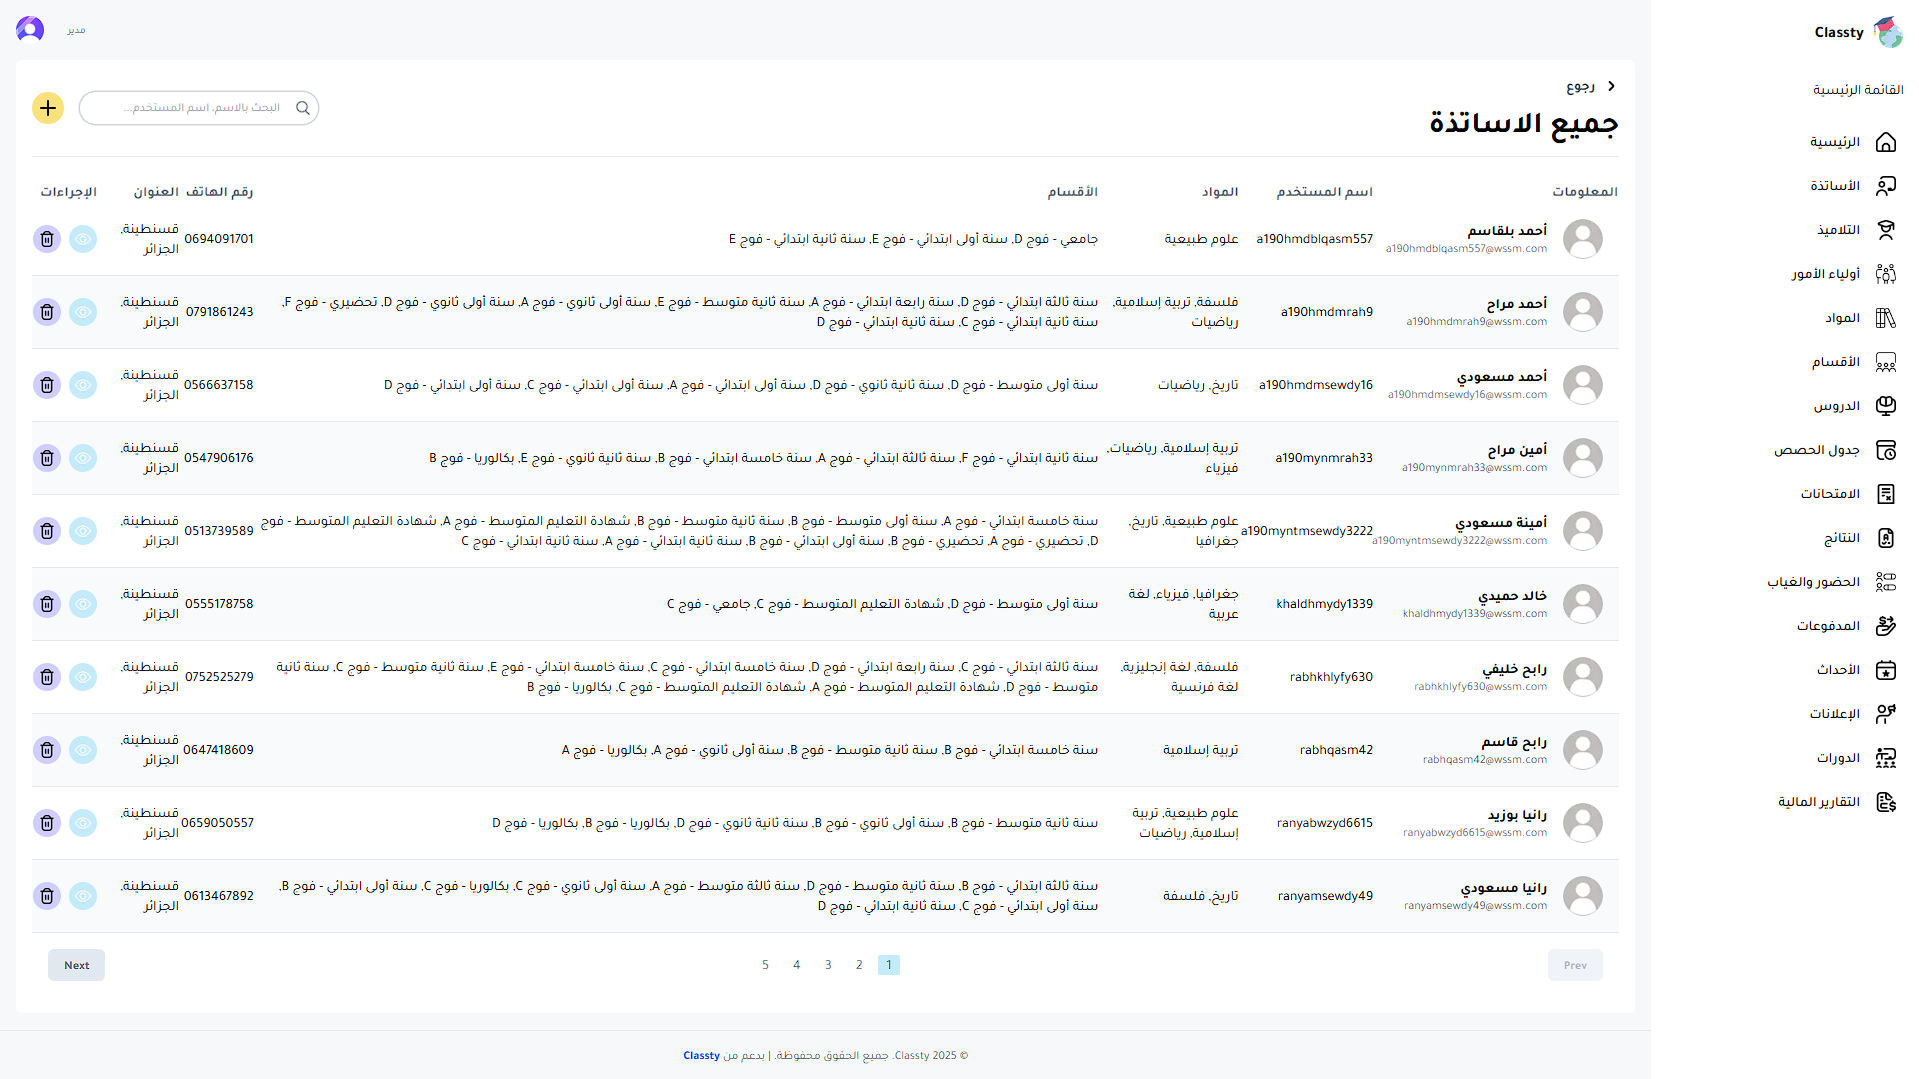 Classty
القائمة الرئيسية
الرئيسية
الأساتذة
التلاميذ
أولياء الأمور
المواد
الأقسام
الدروس
جدول الحصص
الامتحانات
النتائج
الحضور والغياب
المدفوعات
الأحداث
الإعلانات
الدورات
التقارير المالية
مدير
رجوع
جميع الاساتذة
البحث بالاسم، اسم المستخدم...
المعلومات اسم المستخدم المواد الأقسام رقم الهاتف العنوان الإجراءات
أحمد بلقاسم
a190hmdblqasm557@wssm.com
a190hmdblqasm557
علوم طبيعية
جامعي - فوج D, سنة أولى ابتدائي - فوج E, سنة ثانية ابتدائي - فوج E
0694091701
قسنطينة,
الجزائر
أحمد مراح
a190hmdmrah9@wssm.com
a190hmdmrah9
فلسفة, تربية إسلامية,
رياضيات
سنة ثالثة ابتدائي - فوج D, سنة رابعة ابتدائي - فوج A, سنة ثانية متوسط - فوج E, سنة أولى ثانوي - فوج A, سنة أولى ثانوي - فوج D, تحضيري - فوج F,
سنة ثانية ابتدائي - فوج C, سنة ثانية ابتدائي - فوج D
0791861243
قسنطينة,
الجزائر
أحمد مسعودي
a190hmdmsewdy16@wssm.com
a190hmdmsewdy16
تاريخ, رياضيات
سنة أولى متوسط - فوج D, سنة ثانية ثانوي - فوج D, سنة أولى ابتدائي - فوج A, سنة أولى ابتدائي - فوج C, سنة أولى ابتدائي - فوج D
0566637158
قسنطينة,
الجزائر
أمين مراح
a190mynmrah33@wssm.com
a190mynmrah33
تربية إسلامية, رياضيات,
فيزياء
سنة ثانية ابتدائي - فوج F, سنة ثالثة ابتدائي - فوج A, سنة خامسة ابتدائي - فوج B, سنة ثانية ثانوي - فوج E, بكالوريا - فوج B
0547906176
قسنطينة,
الجزائر
أمينة مسعودي
a190myntmsewdy3222@wssm.com
a190myntmsewdy3222
علوم طبيعية, تاريخ,
جغرافيا
سنة خامسة ابتدائي - فوج A, سنة أولى متوسط - فوج B, سنة ثانية متوسط - فوج B, شهادة التعليم المتوسط - فوج A, شهادة التعليم المتوسط - فوج
D, تحضيري - فوج A, تحضيري - فوج B, سنة أولى ابتدائي - فوج B, سنة ثانية ابتدائي - فوج A, سنة ثانية ابتدائي - فوج C
0513739589
قسنطينة,
الجزائر
خالد حميدي
khaldhmydy1339@wssm.com
khaldhmydy1339
جغرافيا, فيزياء, لغة
عربية
سنة أولى متوسط - فوج D, شهادة التعليم المتوسط - فوج C, جامعي - فوج C
0555178758
قسنطينة,
الجزائر
رابح خليفي
rabhkhlyfy630@wssm.com
rabhkhlyfy630
فلسفة, لغة إنجليزية,
لغة فرنسية
سنة ثالثة ابتدائي - فوج C, سنة رابعة ابتدائي - فوج D, سنة خامسة ابتدائي - فوج C, سنة خامسة ابتدائي - فوج E, سنة ثانية متوسط - فوج C, سنة ثانية
متوسط - فوج D, شهادة التعليم المتوسط - فوج A, شهادة التعليم المتوسط - فوج C, بكالوريا - فوج B
0752525279
قسنطينة,
الجزائر
رابح قاسم
rabhqasm42@wssm.com
rabhqasm42
تربية إسلامية
سنة خامسة ابتدائي - فوج B, سنة ثانية متوسط - فوج B, سنة أولى ثانوي - فوج A, بكالوريا - فوج A
0647418609
قسنطينة,
الجزائر
رانيا بوزيد
ranyabwzyd6615@wssm.com
ranyabwzyd6615
علوم طبيعية, تربية
إسلامية, رياضيات
سنة ثانية متوسط - فوج B, سنة أولى ثانوي - فوج B, سنة ثانية ثانوي - فوج D, بكالوريا - فوج B, بكالوريا - فوج D
0659050557
قسنطينة,
الجزائر
رانيا مسعودي
ranyamsewdy49@wssm.com
ranyamsewdy49
تاريخ, فلسفة
سنة ثالثة ابتدائي - فوج B, سنة ثانية متوسط - فوج D, سنة ثالثة متوسط - فوج A, سنة أولى ثانوي - فوج C, بكالوريا - فوج C, سنة أولى ابتدائي - فوج B,
سنة أولى ابتدائي - فوج C, سنة ثانية ابتدائي - فوج D
0613467892
قسنطينة,
الجزائر
Prev 1 2 3 4 5 Next
© 2025 Classty. جميع الحقوق محفوظة. | بدعم من Classty